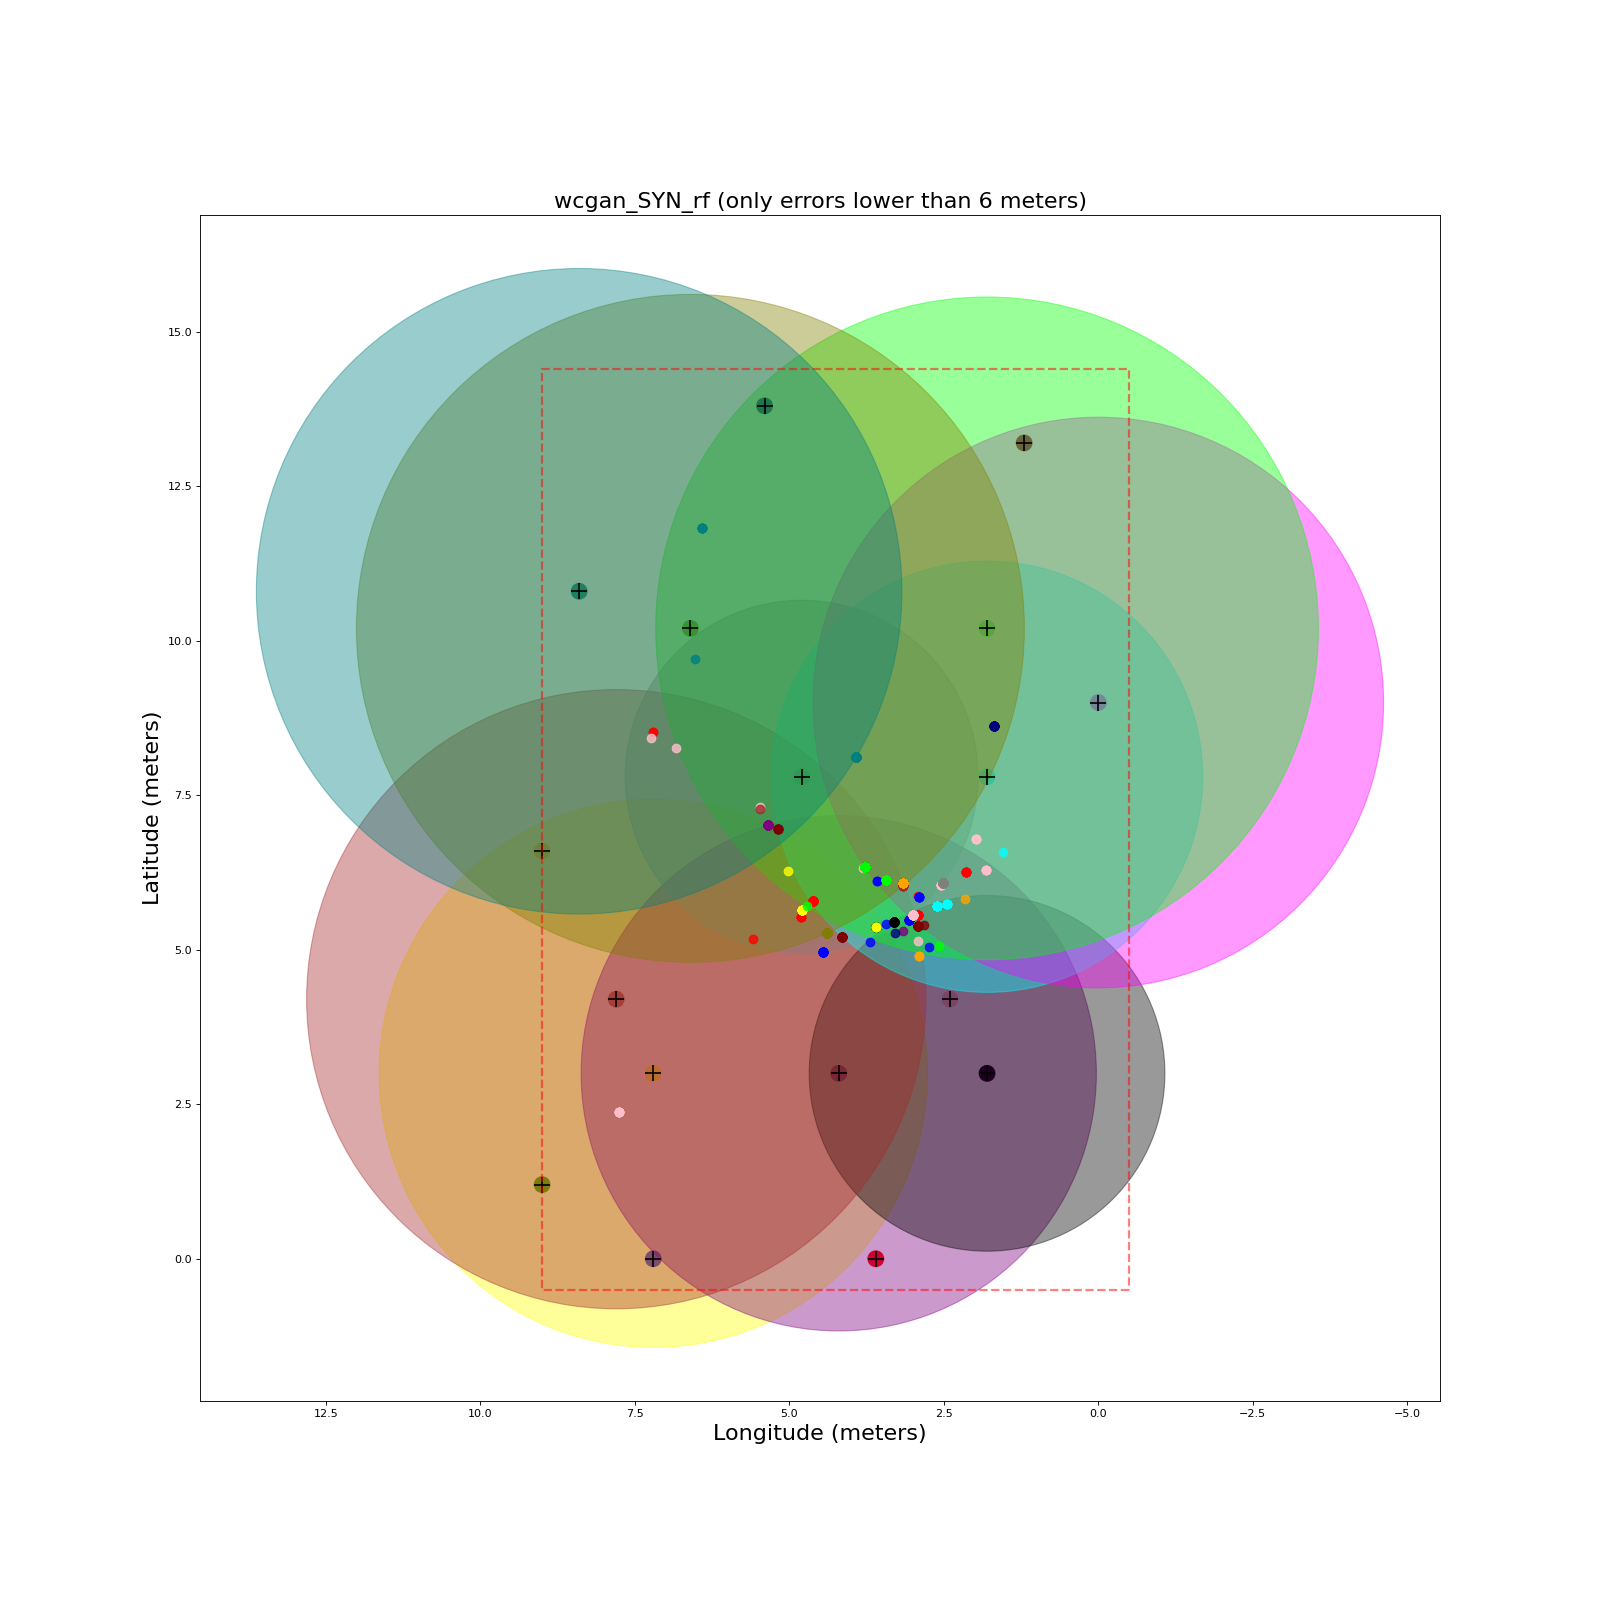 wcgan_SYN_rf (only errors lower than 6 meters)
15.0
12.5
10.0
7.5
5.0
2.5
0.0
Latitude (meters)
12.5 10.0 7.5 5.0 2.5 0.0 −2.5 −5.0
Longitude (meters)